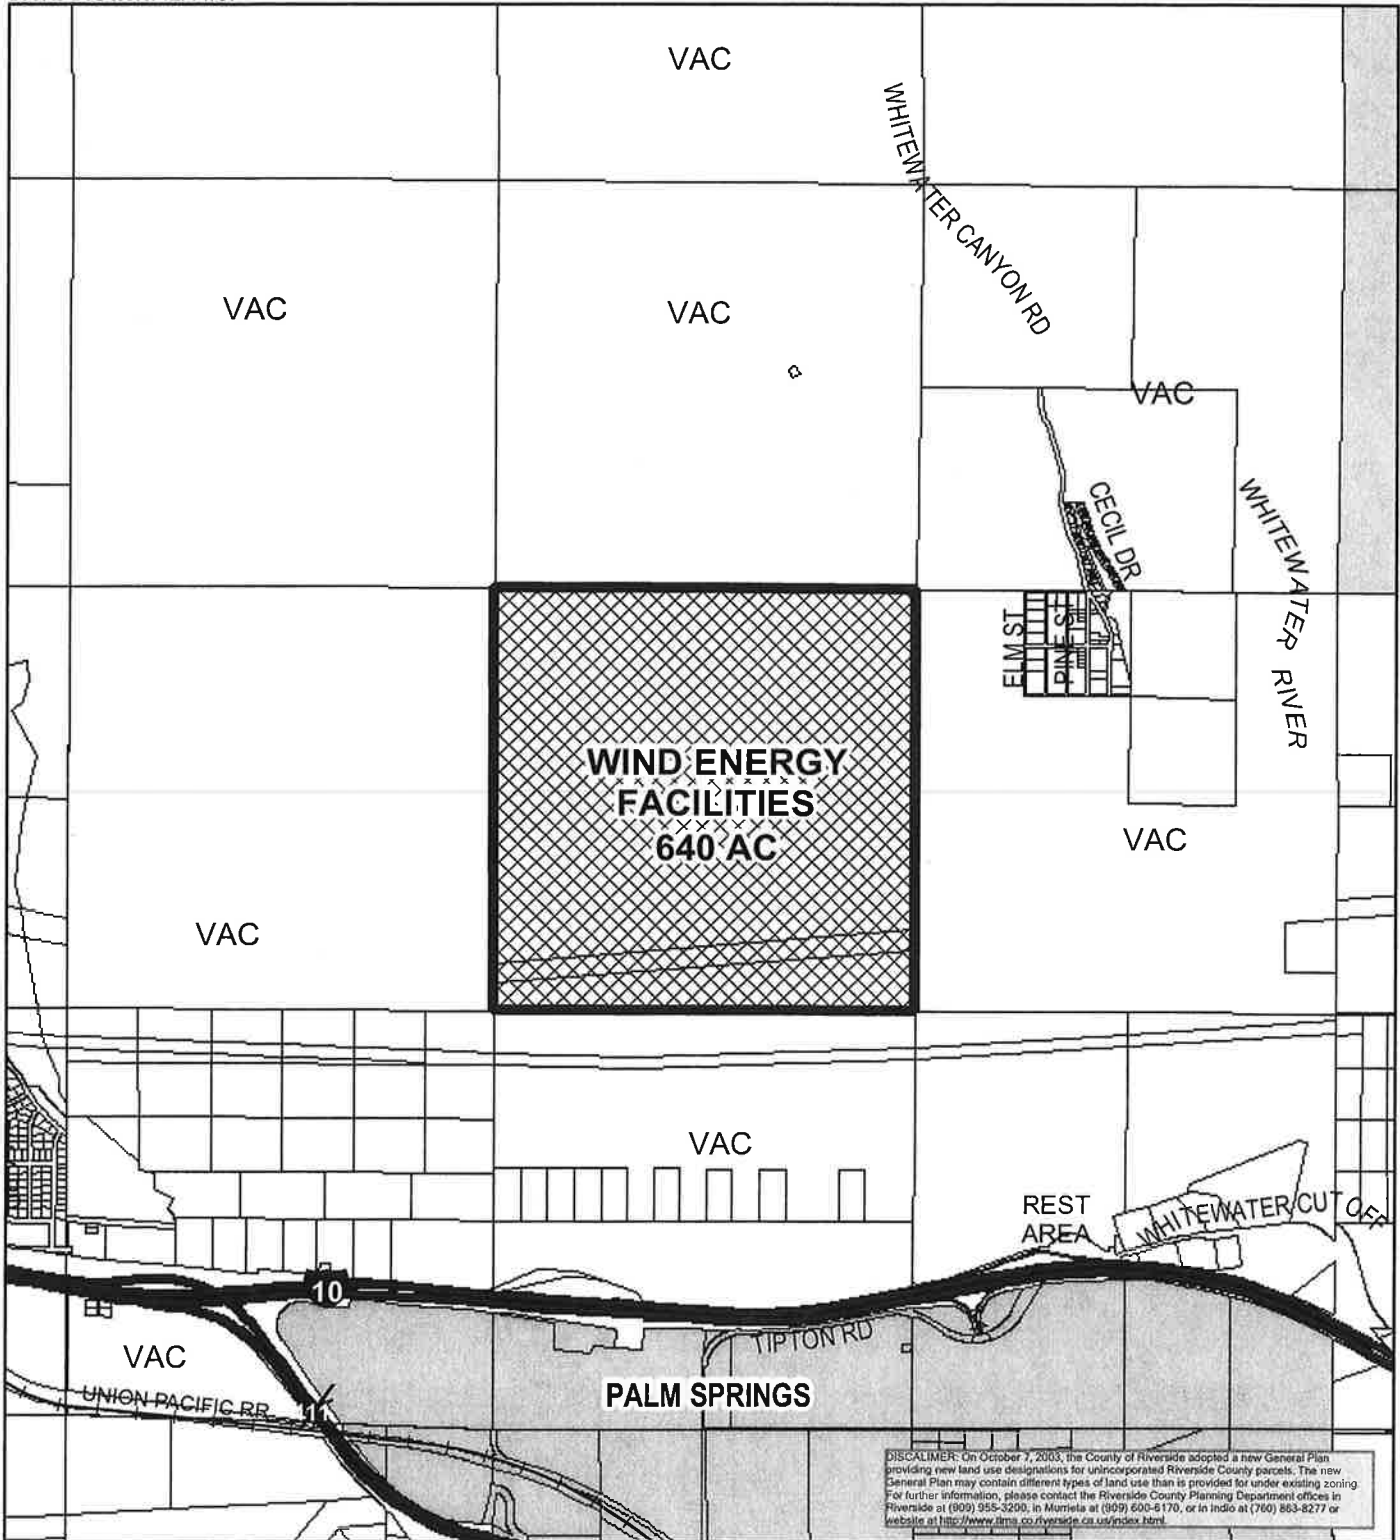 VAC
WHITEWATER CANYON RD
VAC
VAC
VAC
CECIL DR
WHITEWATER RIVER
ELM ST
PINE ST
WIND ENERGY
FACILITIES
640 AC
VAC
VAC
VAC
REST
AREA
WHITEWATER CUT OFF
10
TIPTON RD
VAC
UNION PACIFIC RR
PALM SPRINGS
DISCALIMER: On October 7, 2003, the County of Riverside adopted a new General Plan
providing new land use designations for unincorporated Riverside County parcels. The new
General Plan may contain different types of land use than is provided for under existing zoning.
For further information, please contact the Riverside County Planning Department offices in
Riverside at (909) 955-3200, in Murrieta at (909) 600-6170, or in Indio at (760) 863-8277 or
website at http://www.tlma.co.riverside.ca.us/index.html.